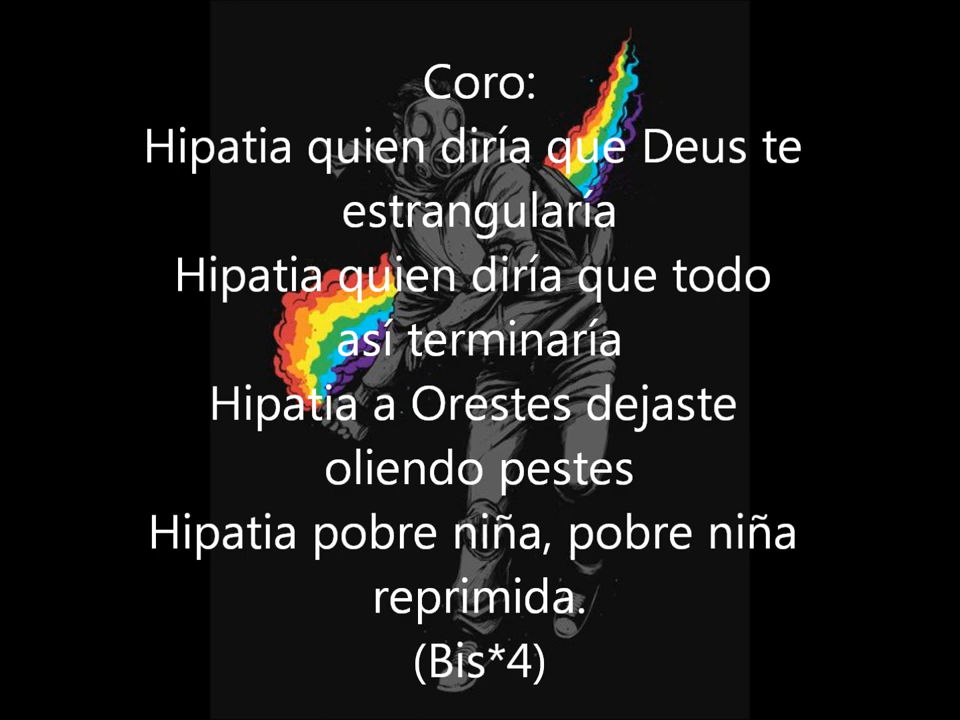 Coro:
Hipatia quien diría que Deus te
estrangularía
Hipatia quien diría que todo
así terminaría
Hipatia a Orestes dejaste
oliendo pestes
Hipatia pobre niña, pobre niña
reprimida.
(Bis*4)